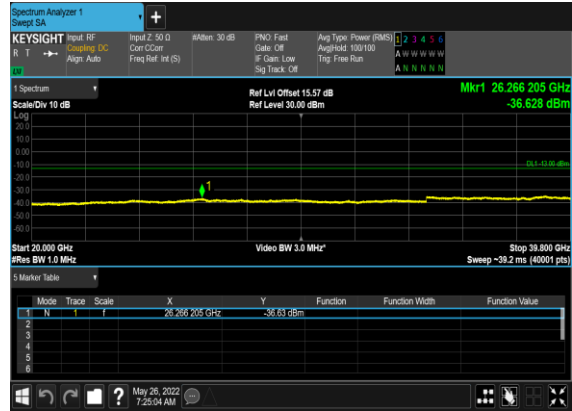 Spectrum Analyzer 1
Swept SA
+
KEYSIGHT Input: RF Input Z: 50 Ω #Atten: 30 dB PNO: Fast Avg Type: Power (RMS) 1 2 3 4 5 6
R T Coupling: DC Corr CCorr Gate: Off Avg|Hold: 100/100 A W W W W W
Align: Auto Freq Ref: Int (S) IF Gain: Low Trig: Free Run
Sig Track: Off A N N N N N
1 Spectrum Ref Lvl Offset 15.57 dB Mkr1 26.266 205 GHz
Scale/Div 10 dB Ref Level 30.00 dBm -36.628 dBm
Log
20.0
10.0
0.00
-10.0
DL1 -13.00 dBm
-20.0
1
-30.0
-40.0
-50.0
-60.0
Start 20.000 GHz Video BW 3.0 MHz* Stop 39.800 GHz
#Res BW 1.0 MHz Sweep ~39.2 ms (40001 pts)
5 Marker Table
Mode Trace Scale X Y Function Function Width Function Value
1 N 1 f 26.266 205 GHz -36.63 dBm
2
3
4
5
6
? May 26, 2022
7:25:04 AM